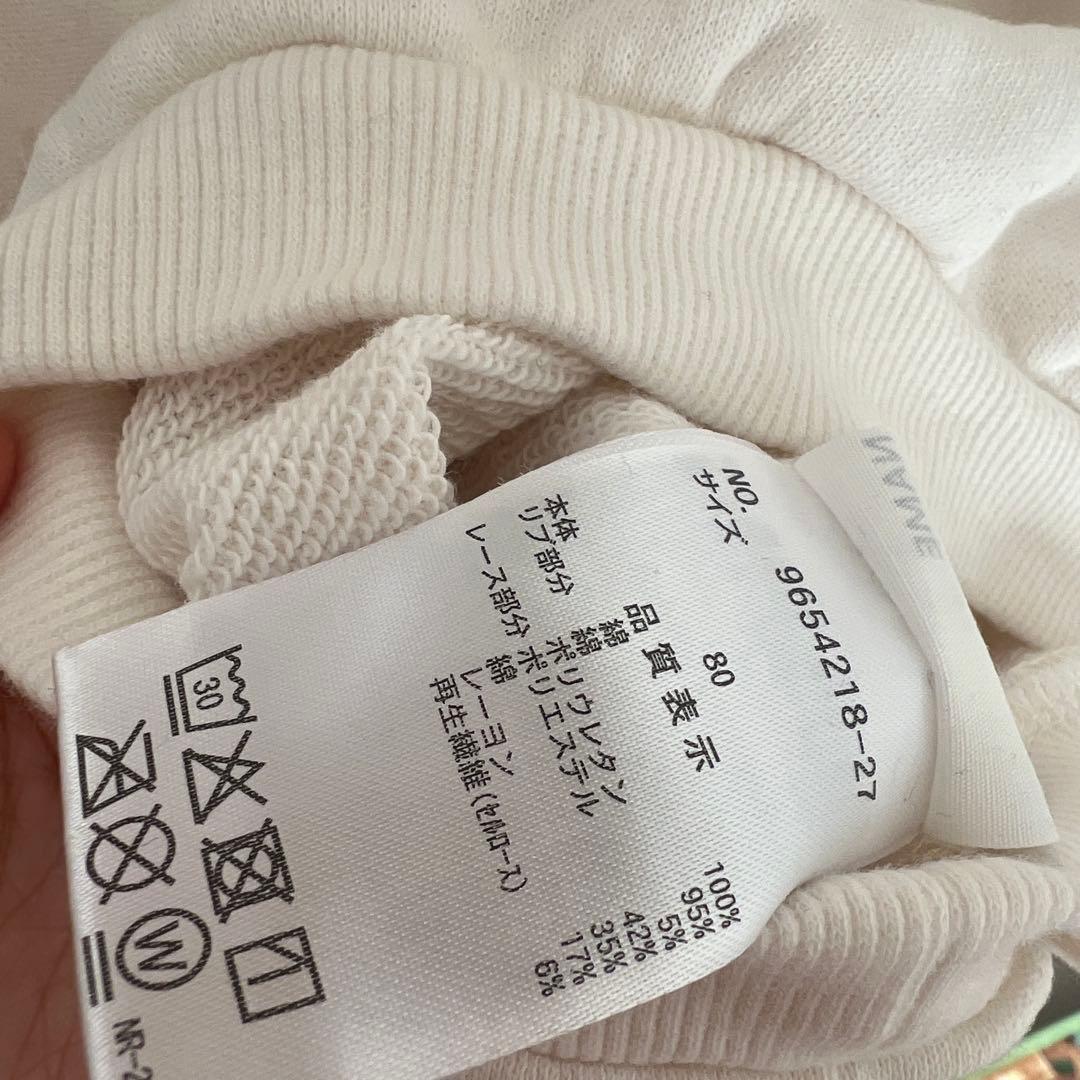 NO. 9654218-27
サイズ 80
品質表示
本体 綿 100%
リブ部分 綿 95%
ポリウレタン 5%
レース部分 ポリエステル 42%
綿 35%
レーヨン 17%
再生繊維(セルロース) 6%
30
W